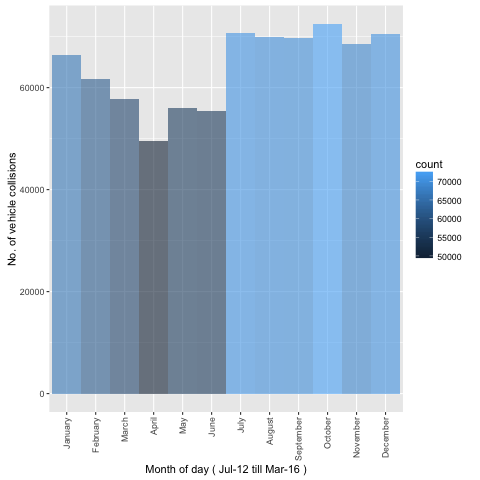 No. of vehicle collisions
60000
40000
20000
0
January
February
March
April
May
June
July
August
September
October
November
December
Month of day ( Jul-12 till Mar-16 )
count
70000
65000
60000
55000
50000